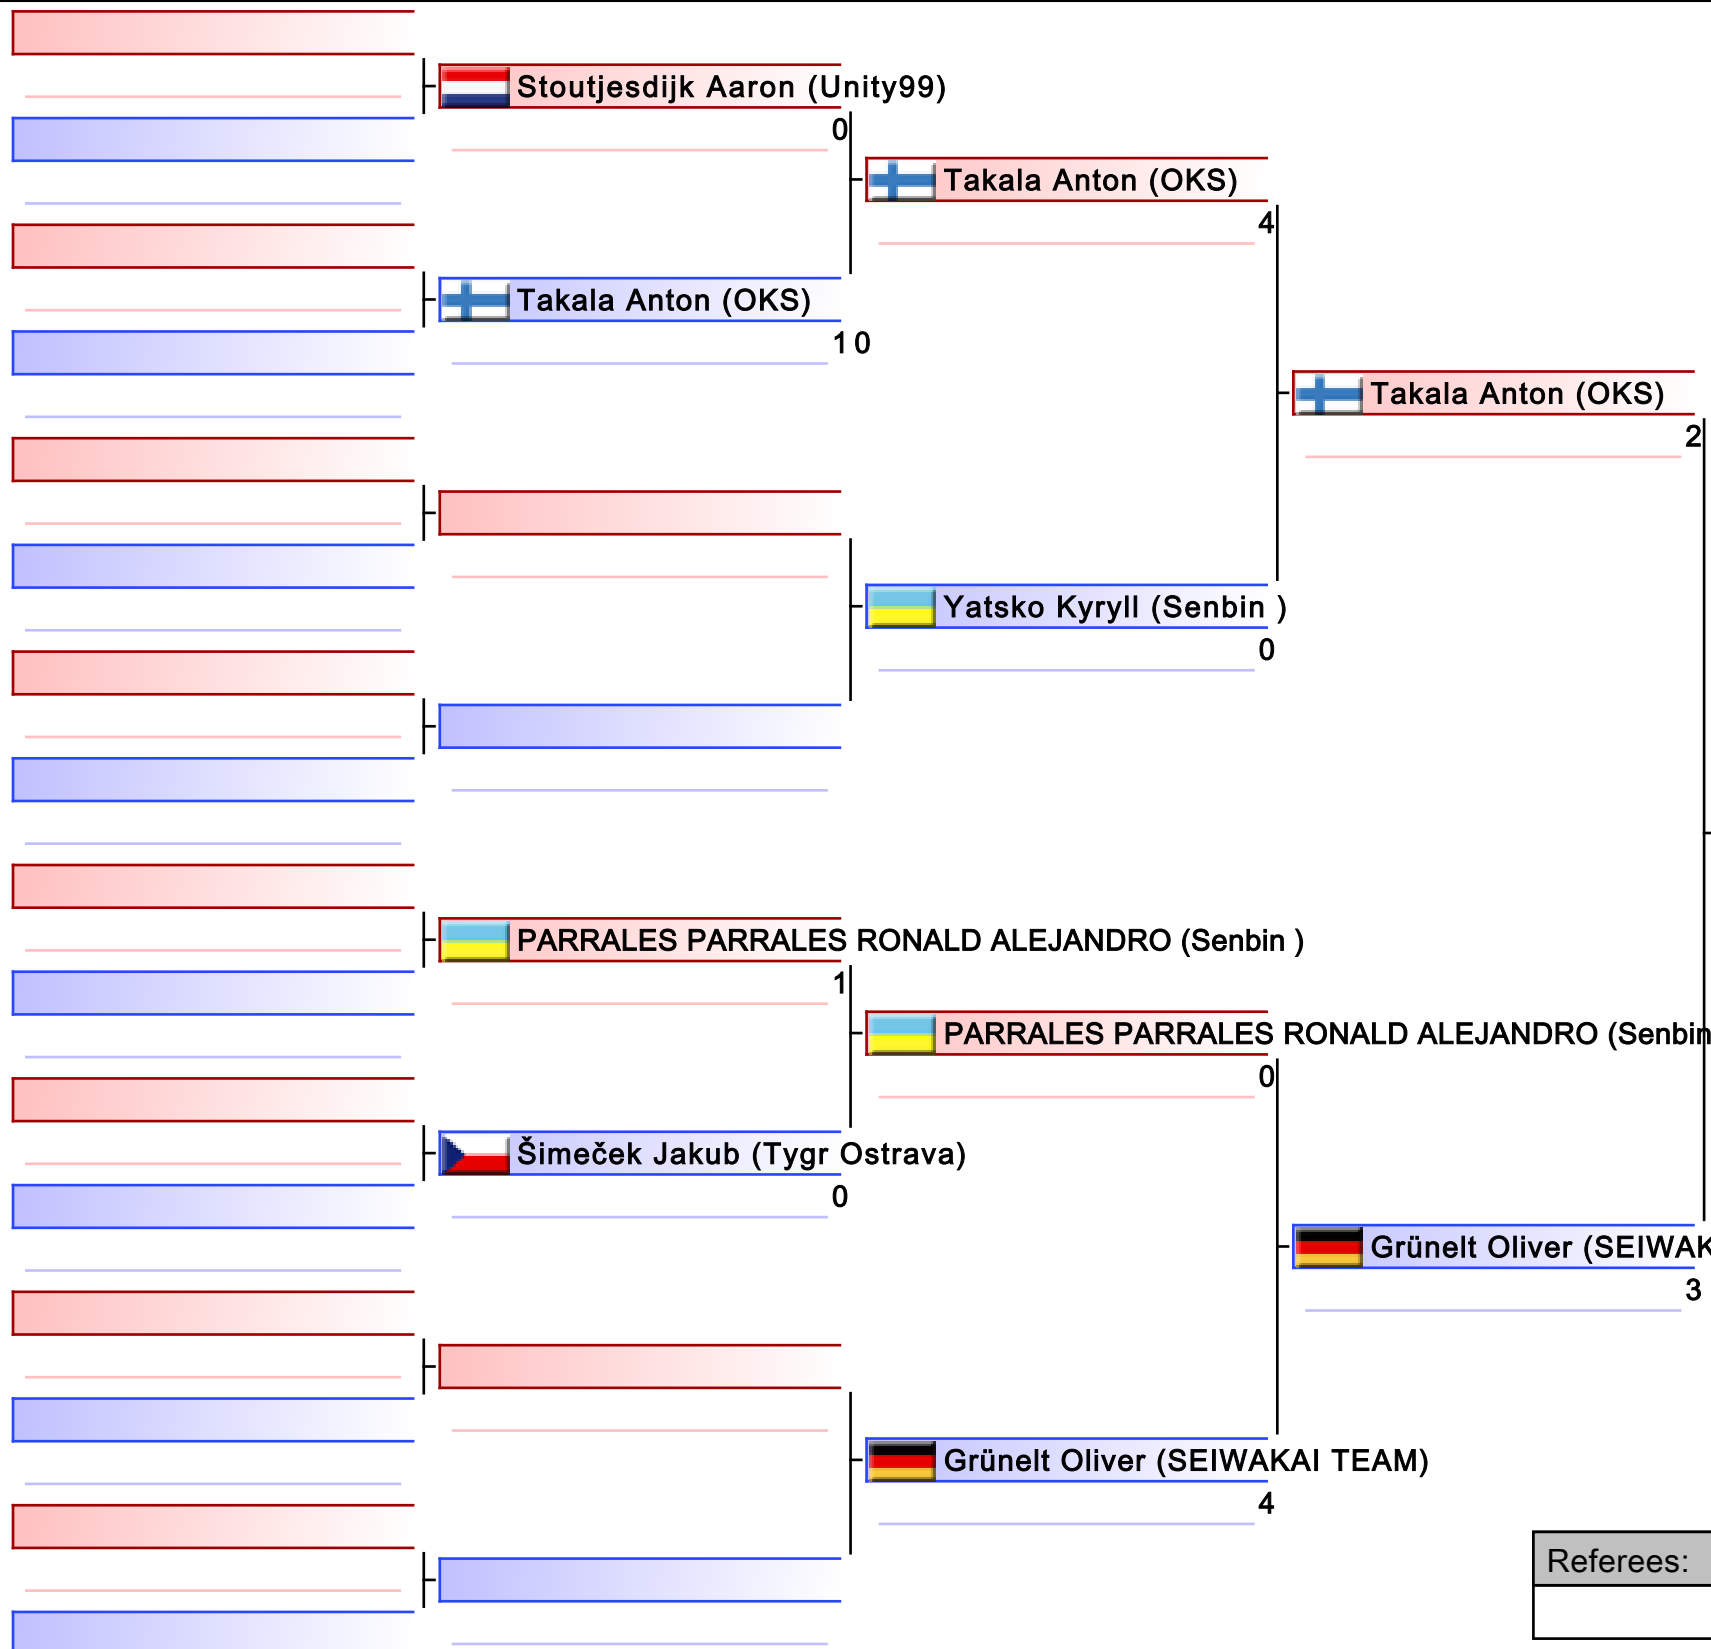 Stoutjesdijk Aaron (Unity99)
0
Takala Anton (OKS)
4
Takala Anton (OKS)
10
Takala Anton (OKS)
2
Yatsko Kyryll (Senbin )
0
PARRALES PARRALES RONALD ALEJANDRO (Senbin )
1
PARRALES PARRALES RONALD ALEJANDRO (Senbin
0
Šimeček Jakub (Tygr Ostrava)
0
Grünelt Oliver (SEIWAK
3
Grünelt Oliver (SEIWAKAI TEAM)
4
Referees: